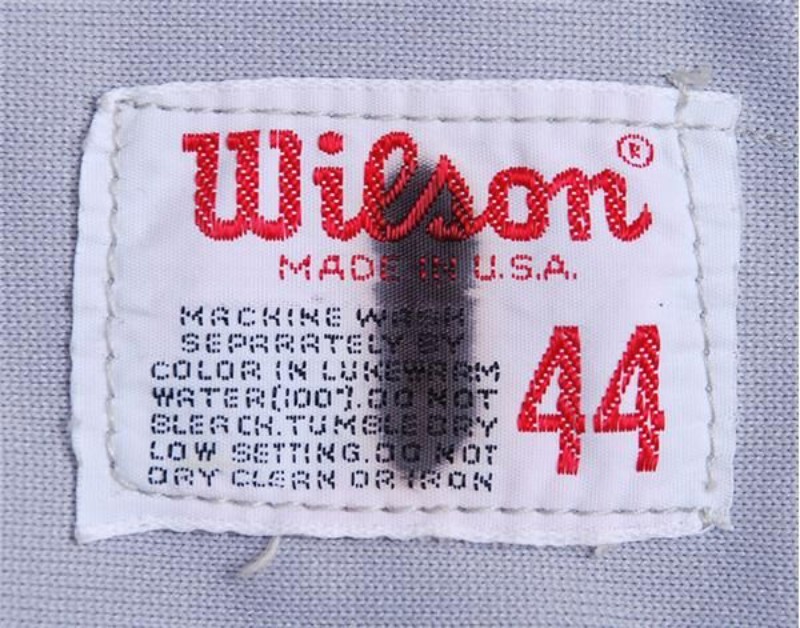 Wilson®
MADE IN U.S.A.
MACHINE WASH
SEPARATELY BY
COLOR IN LUKEWARM
WATER(100°).DO NOT
BLEACH.TUMBLE DRY
LOW SETTING.DO NOT
DRY CLEAN OR IRON
44